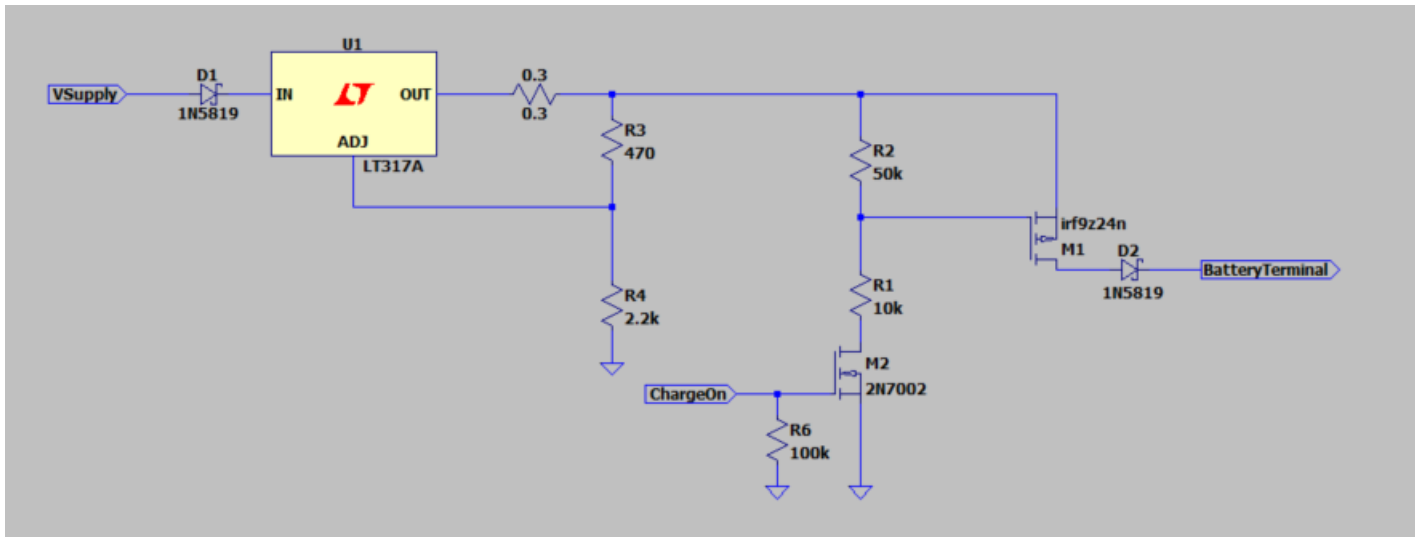 U1
D1
VSupply
1N5819
IN
OUT
ADJ
LT317A
0.3
0.3
R3
470
R2
50k
irf9z24n
M1
D2
1N5819
BatteryTerminal
R4
2.2k
R1
10k
M2
2N7002
ChargeOn
R6
100k